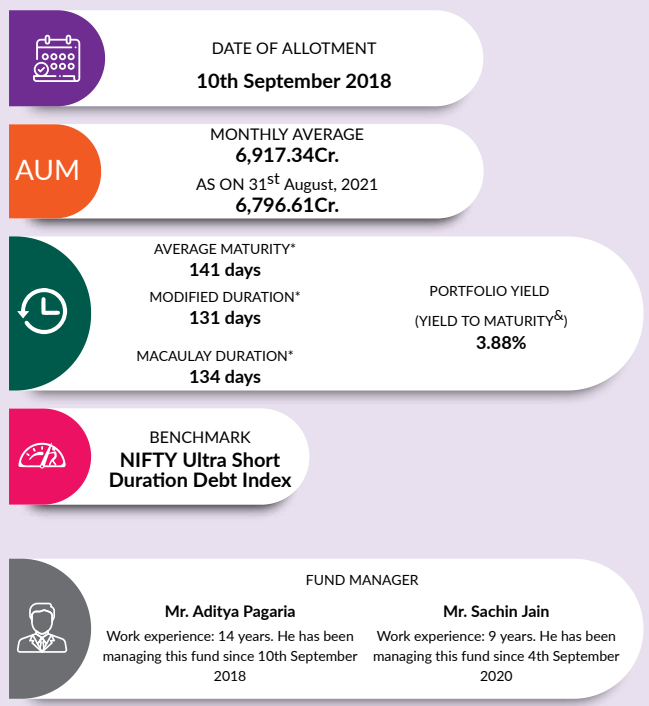 DATE OF ALLOTMENT
10th September 2018
AUM
MONTHLY AVERAGE
6,917.34Cr.
AS ON 31st August, 2021
6,796.61Cr.
AVERAGE MATURITY*
141 days
MODIFIED DURATION*
131 days
MACAULAY DURATION*
134 days
PORTFOLIO YIELD
(YIELD TO MATURITY&)
3.88%
BENCHMARK
NIFTY Ultra Short
Duration Debt Index
FUND MANAGER
Mr. Aditya Pagaria
Work experience: 14 years. He has been
managing this fund since 10th September
2018
Mr. Sachin Jain
Work experience: 9 years. He has been
managing this fund since 4th September
2020